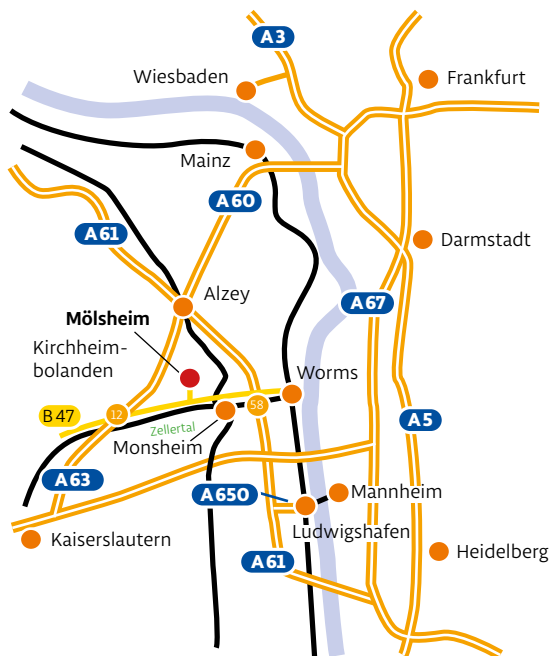 A3
Wiesbaden
Frankfurt
Mainz
A60
A61
Darmstadt
Alzey
A67
Mölsheim
Kirchheim-
bolanden
Worms
12
58
B 47
Zellertal
A5
Monsheim
A63
A650
Mannheim
Ludwigshafen
Kaiserslautern
Heidelberg
A61